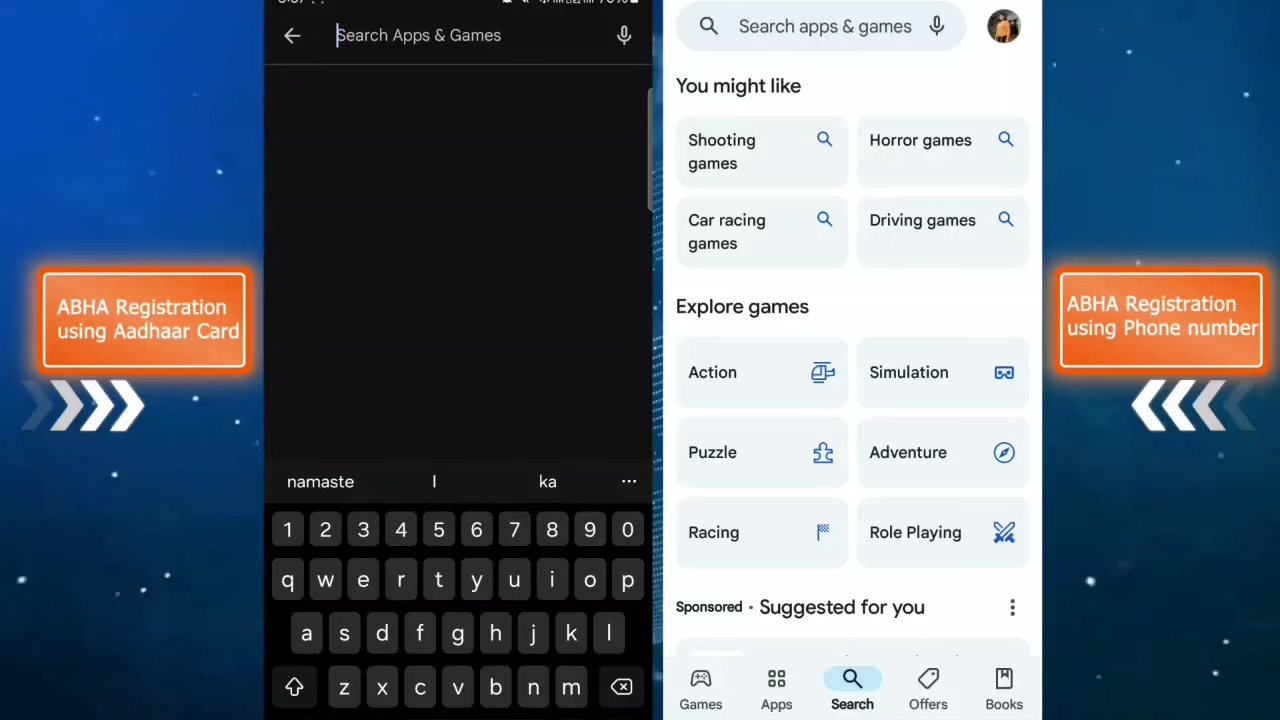 ABHA Registration
using Aadhaar Card
Search Apps & Games
namaste
I
ka
1 2 3 4 5 6 7 8 9 0
q w e r t y u i o p
a s d f g h j k l
z x c v b n m
Search apps & games
You might like
Shooting
games
Horror games
Car racing
games
Driving games
Explore games
Action
Simulation
Puzzle
Adventure
Racing
Role Playing
Sponsored · Suggested for you
Games
Apps
Search
Offers
Books
ABHA Registration
using Phone number